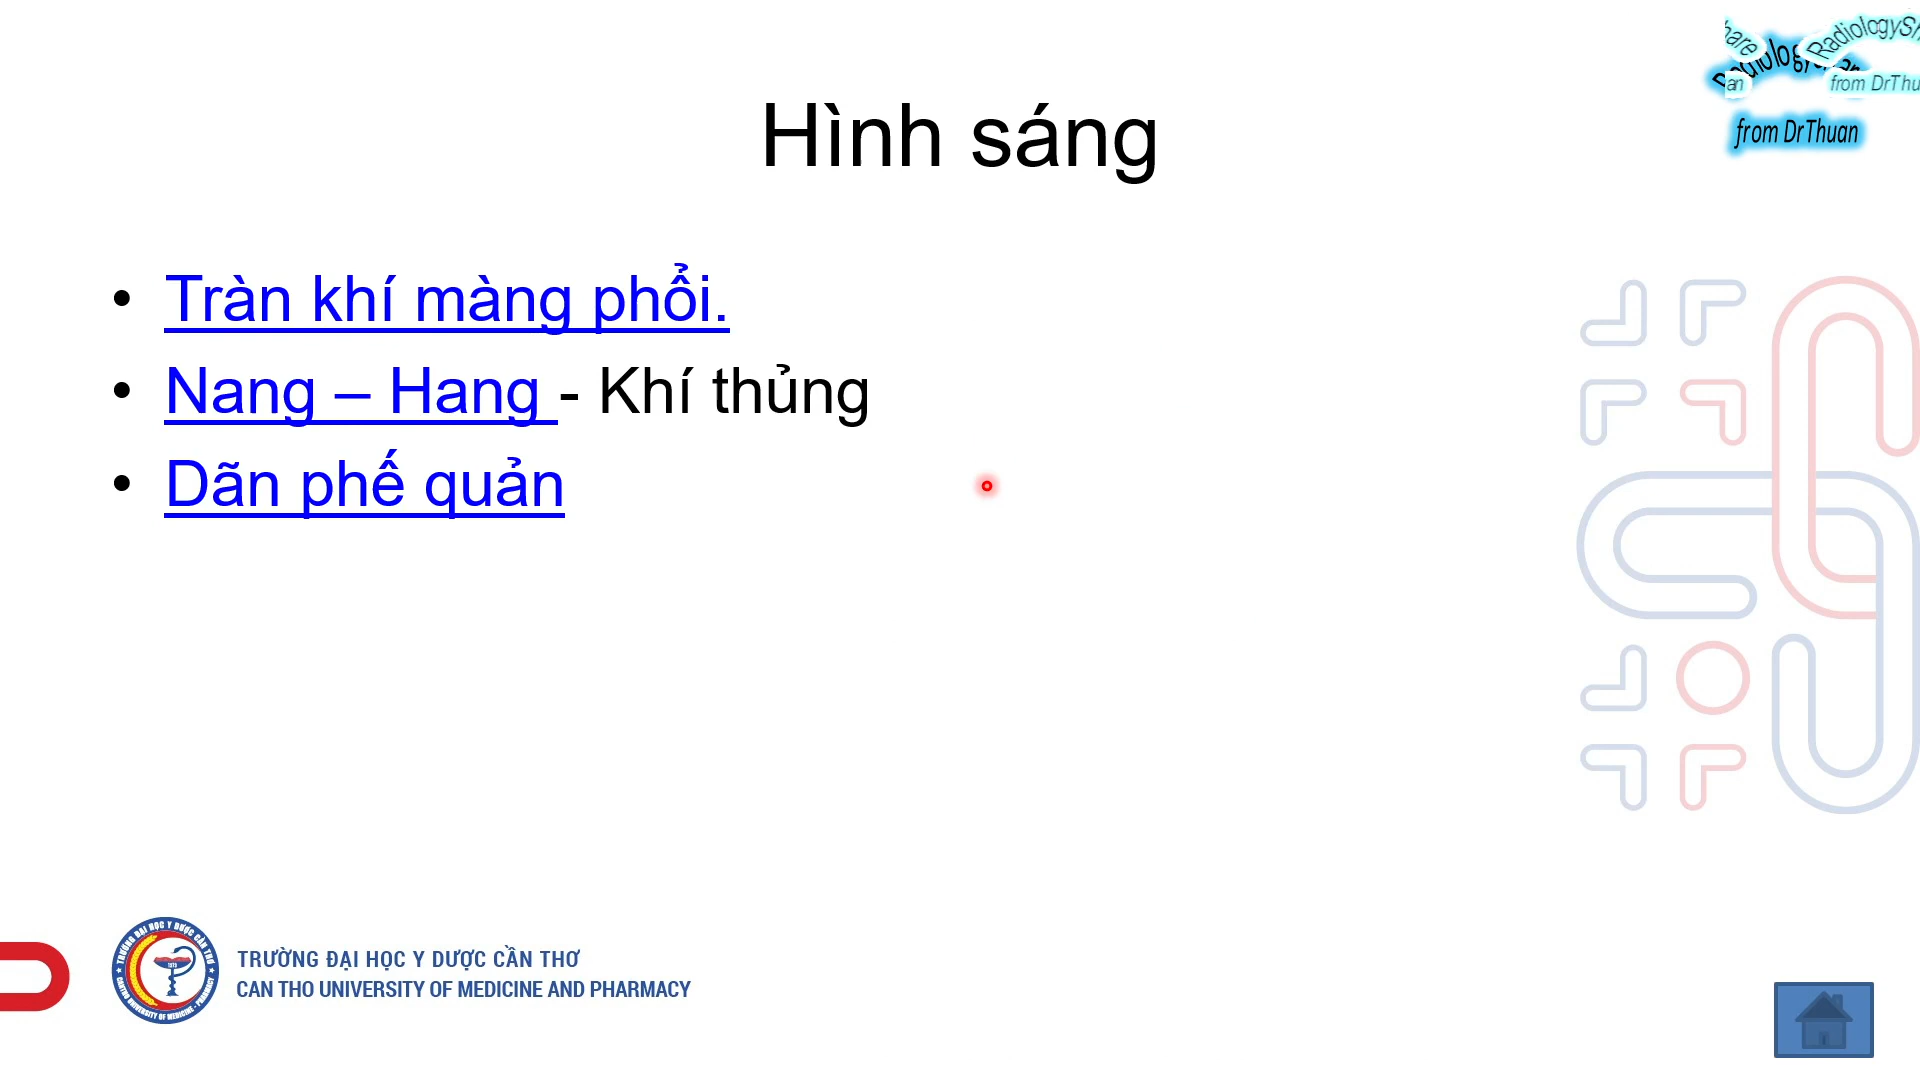 Hình sáng
• Tràn khí màng phổi.
• Nang – Hang - Khí thủng
• Dãn phế quản
from DrThuan
TRƯỜNG ĐẠI HỌC Y DƯỢC CẦN THƠ
CAN THO UNIVERSITY OF MEDICINE AND PHARMACY